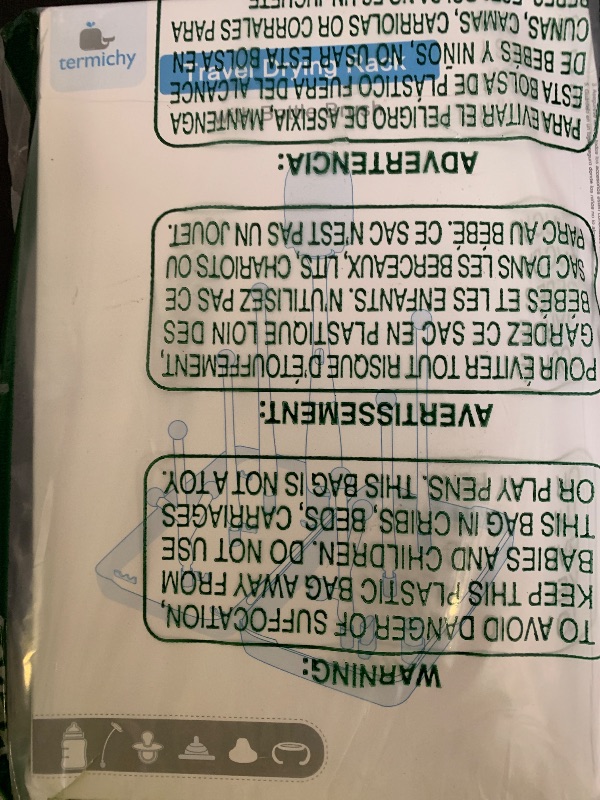 termichy
Travel Drying Rack
Bottle Brush
WARNING:
TO AVOID DANGER OF SUFFOCATION,
KEEP THIS PLASTIC BAG AWAY FROM
BABIES AND CHILDREN. DO NOT USE
THIS BAG IN CRIBS, BEDS, CARRIAGES
OR PLAY PENS. THIS BAG IS NOT A TOY.
AVERTISSEMENT:
POUR ÉVITER TOUT RISQUE D'ÉTOUFFEMENT,
GARDEZ CE SAC EN PLASTIQUE LOIN DES
BÉBÉS ET LES ENFANTS. N'UTILISEZ PAS CE
SAC DANS LES BERCEAUX, LITS, CHARIOTS OU
PARC AU BÉBÉ. CE SAC N'EST PAS UN JOUET.
ADVERTENCIA:
PARA EVITAR EL PELIGRO DE ASFIXIA, MANTENGA
ESTA BOLSA DE PLÁSTICO FUERA DEL ALCANCE
DE BEBÉS Y NIÑOS, NO USAR ESTA BOLSA EN
CUNAS, CAMAS, CARRIOLAS OR CORRALES PARA
termichy